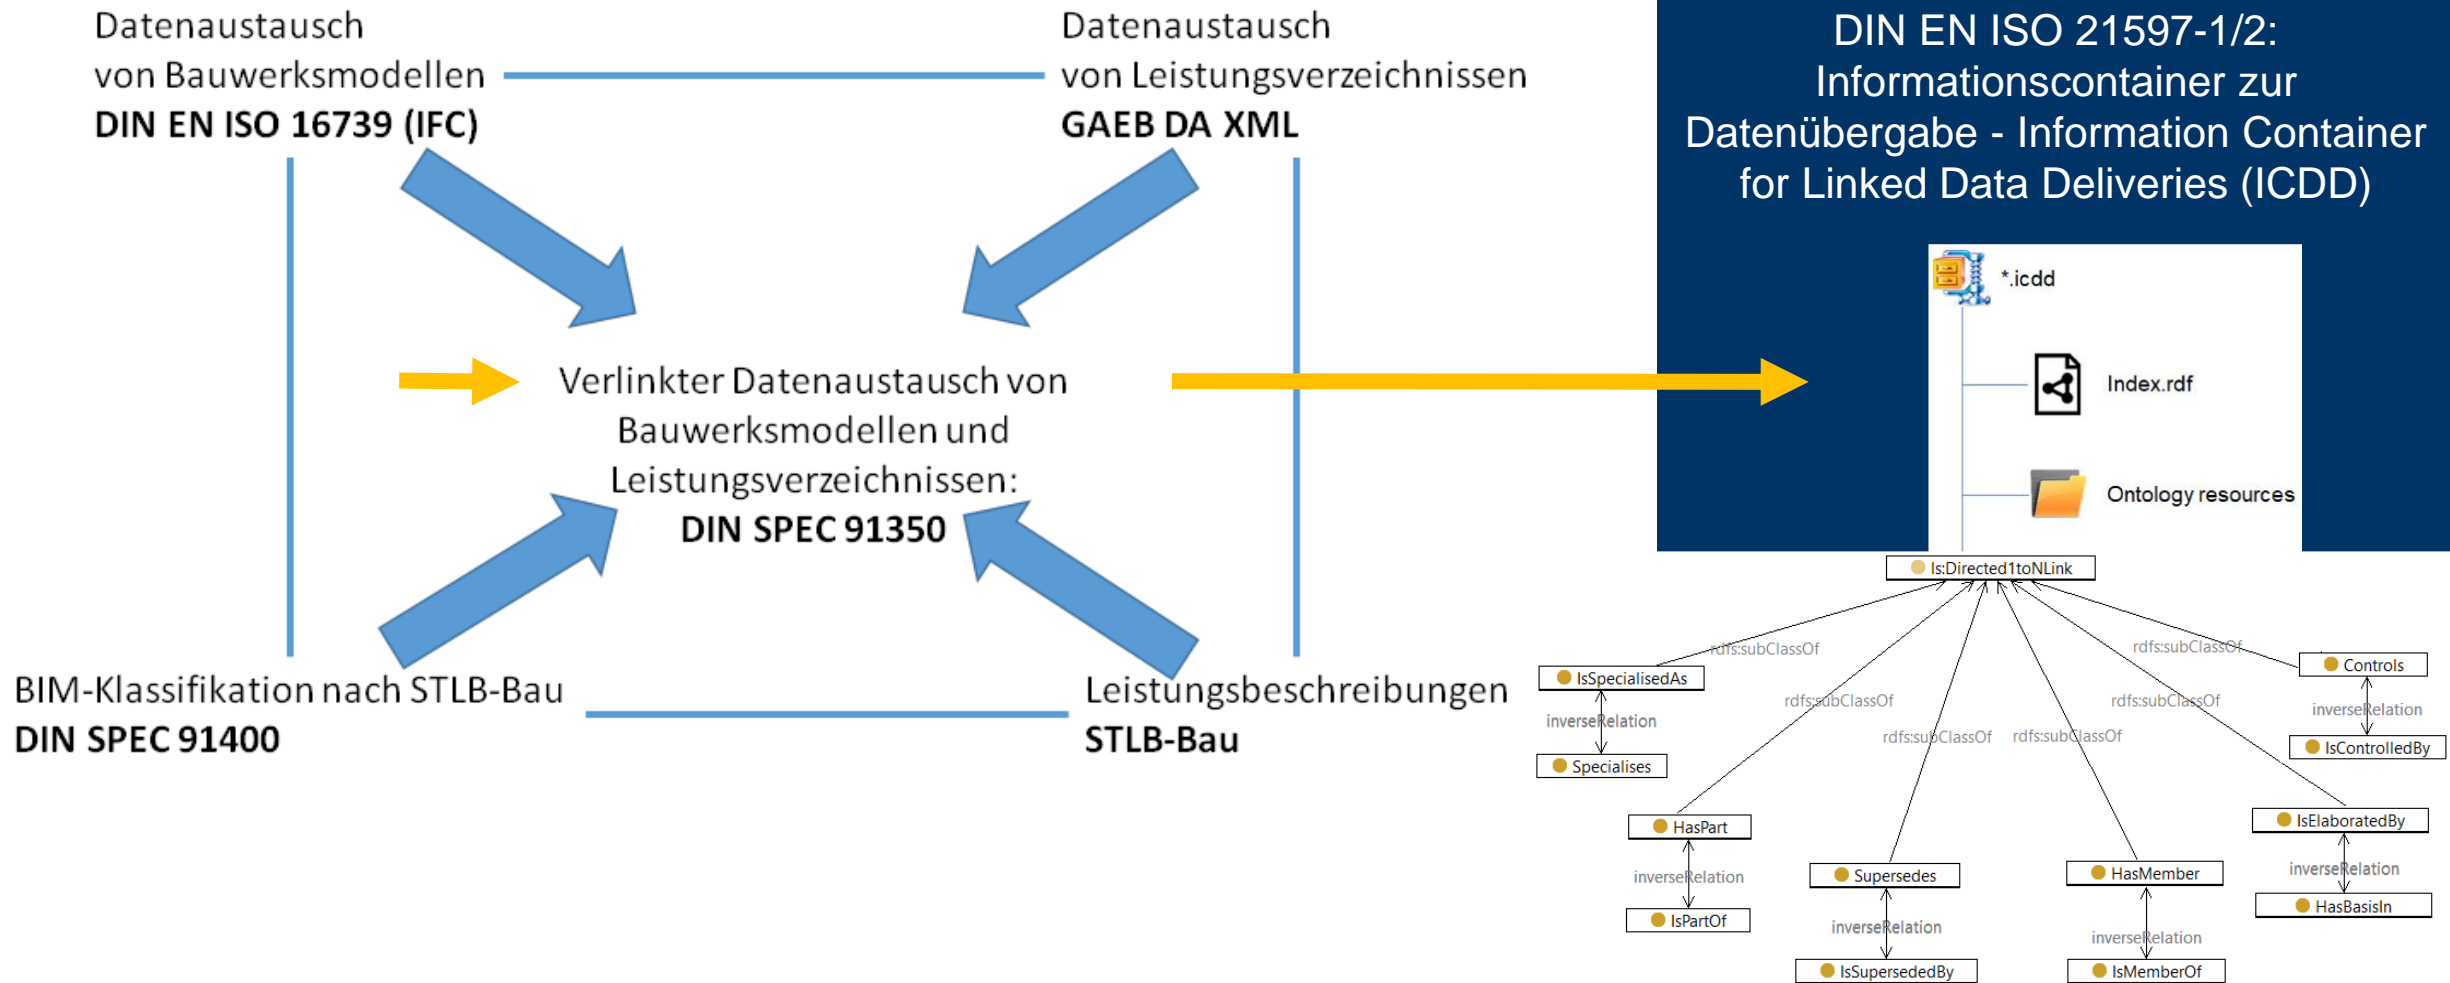 Datenaustausch
von Bauwerksmodellen
DIN EN ISO 16739 (IFC)
Datenaustausch
von Leistungsverzeichnissen
GAEB DA XML
Verlinkter Datenaustausch von
Bauwerksmodellen und
Leistungsverzeichnissen:
DIN SPEC 91350
BIM-Klassifikation nach STLB-Bau
DIN SPEC 91400
Leistungsbeschreibungen
STLB-Bau
DIN EN ISO 21597-1/2:
Informationscontainer zur
Datenübergabe - Information Container
for Linked Data Deliveries (ICDD)
*.icdd
Index.rdf
Ontology resources
ls:Directed1toNLink
rdfs:subClassOf
rdfs:subClassOf
IsSpecialisedAs
Controls
rdfs:subClassOf
rdfs:subClassOf
inverseRelation
inverseRelation
rdfs:subClassOf
rdfs:subClassOf
Specialises
IsControlledBy
HasPart
IsElaboratedBy
inverseRelation
Supersedes
HasMember
inverseRelation
IsPartOf
HasBasisIn
inverseRelation
inverseRelation
IsSupersededBy
IsMemberOf